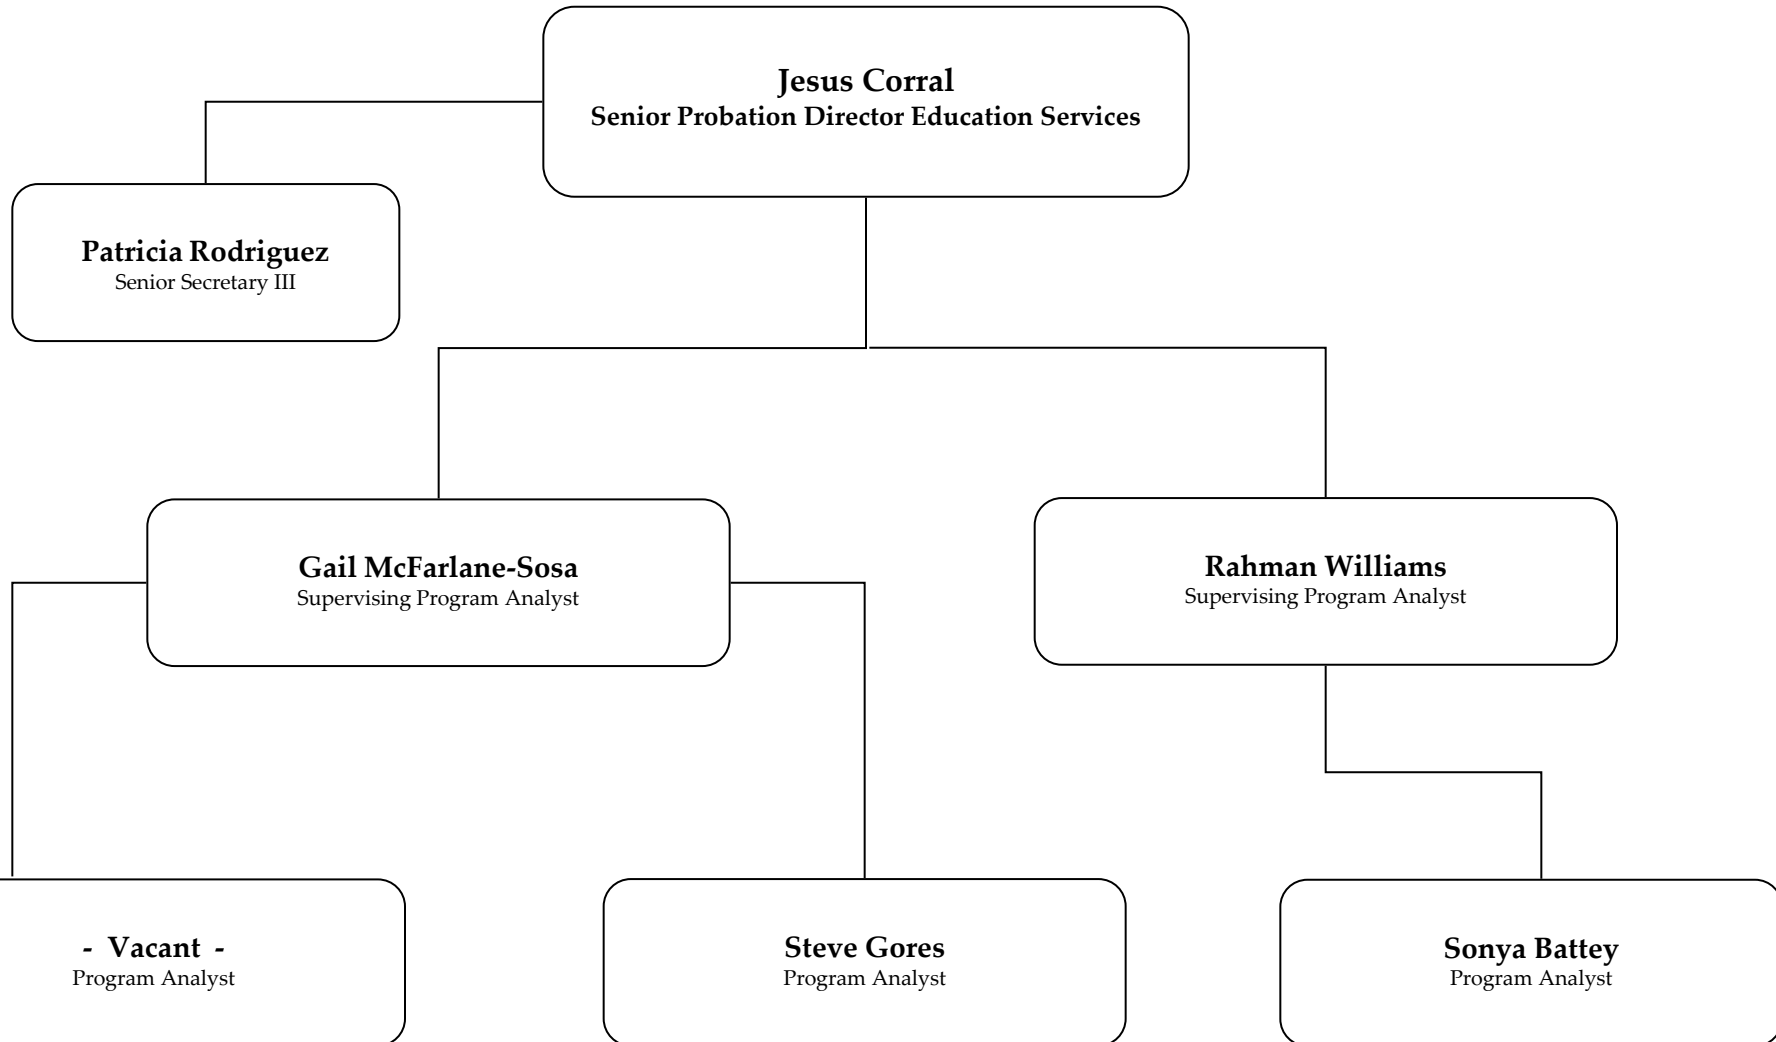 Jesus Corral
Senior Probation Director Education Services
Patricia Rodriguez
Senior Secretary III
Gail McFarlane-Sosa
Supervising Program Analyst
Rahman Williams
Supervising Program Analyst
- Vacant -
Program Analyst
Steve Gores
Program Analyst
Sonya Battey
Program Analyst